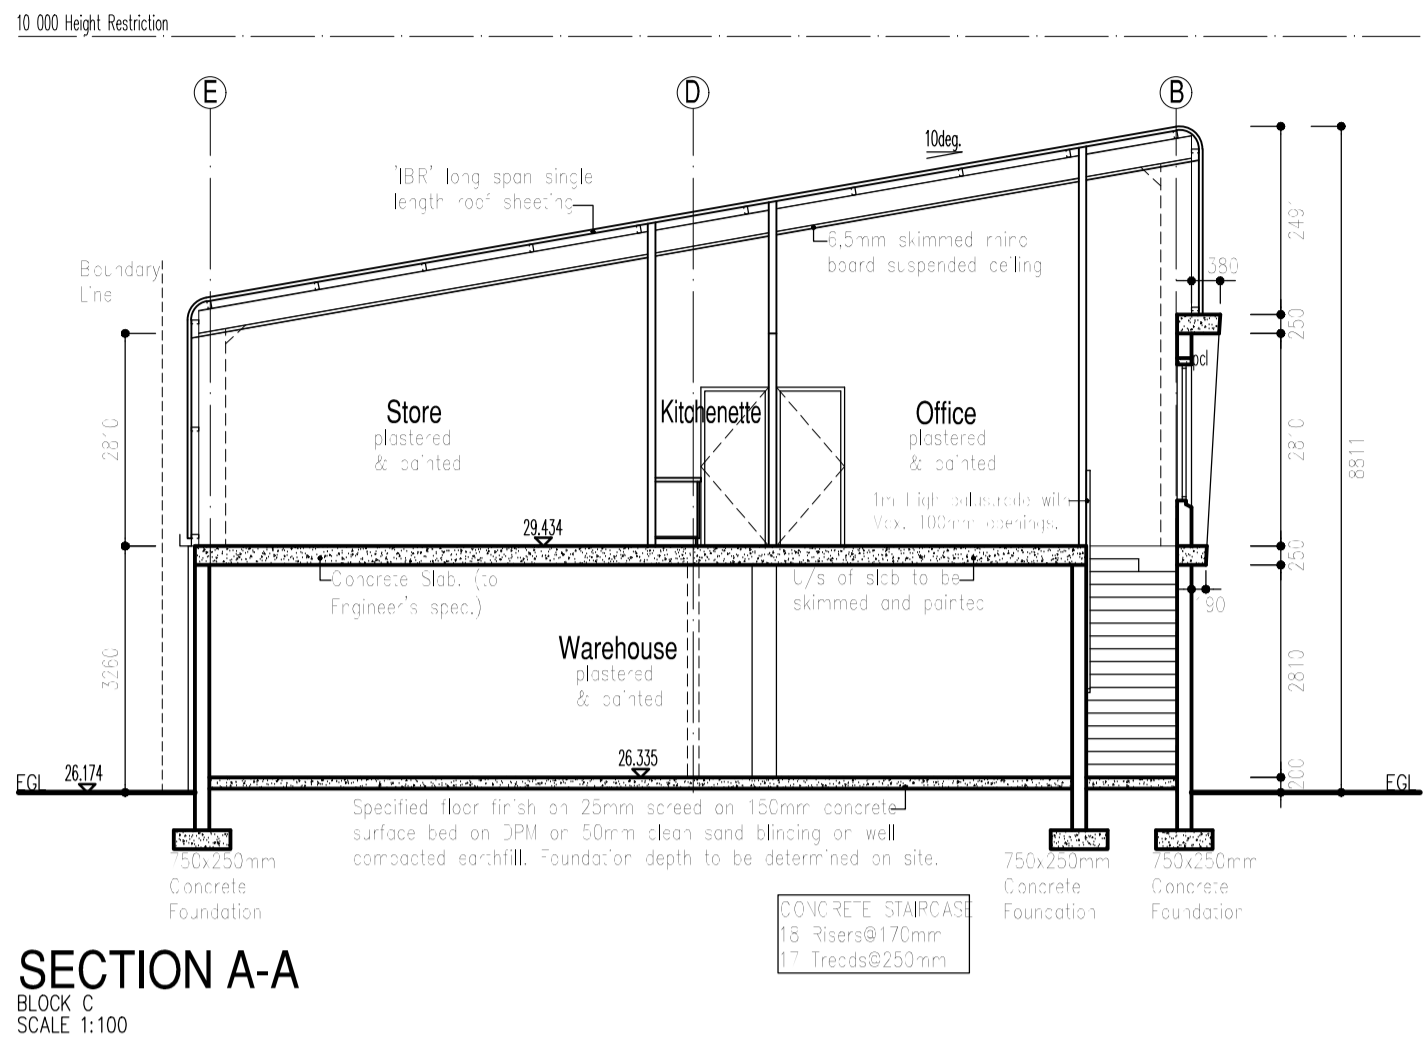 10 000 Height Restriction
E
D
B
10deg.
'IBR' long span single
length roof sheeting
6,5mm skimmed rhino
board suspended ceiling
Boundary
Line
2491
380
250
pcl
2810
Store
plastered
& painted
Kitchenette
Office
plastered
& painted
2810
8811
1m High balustrade with
Max. 100mm openings.
29.434
250
Concrete Slab. (to
Engineer's spec.)
U/s of slab to be
skimmed and painted
190
3260
Warehouse
plastered
& painted
2810
26.335
EGL
26.174
200
EGL
Specified floor finish on 25mm screed on 150mm concrete
surface bed on DPM on 50mm clean sand blinding on well
compacted earthfill. Foundation depth to be determined on site.
750x250mm
Concrete
Foundation
750x250mm
Concrete
Foundation
750x250mm
Concrete
Foundation
CONCRETE STAIRCASE
18 Risers@170mm
17 Treads@250mm
SECTION A-A
BLOCK C
SCALE 1:100